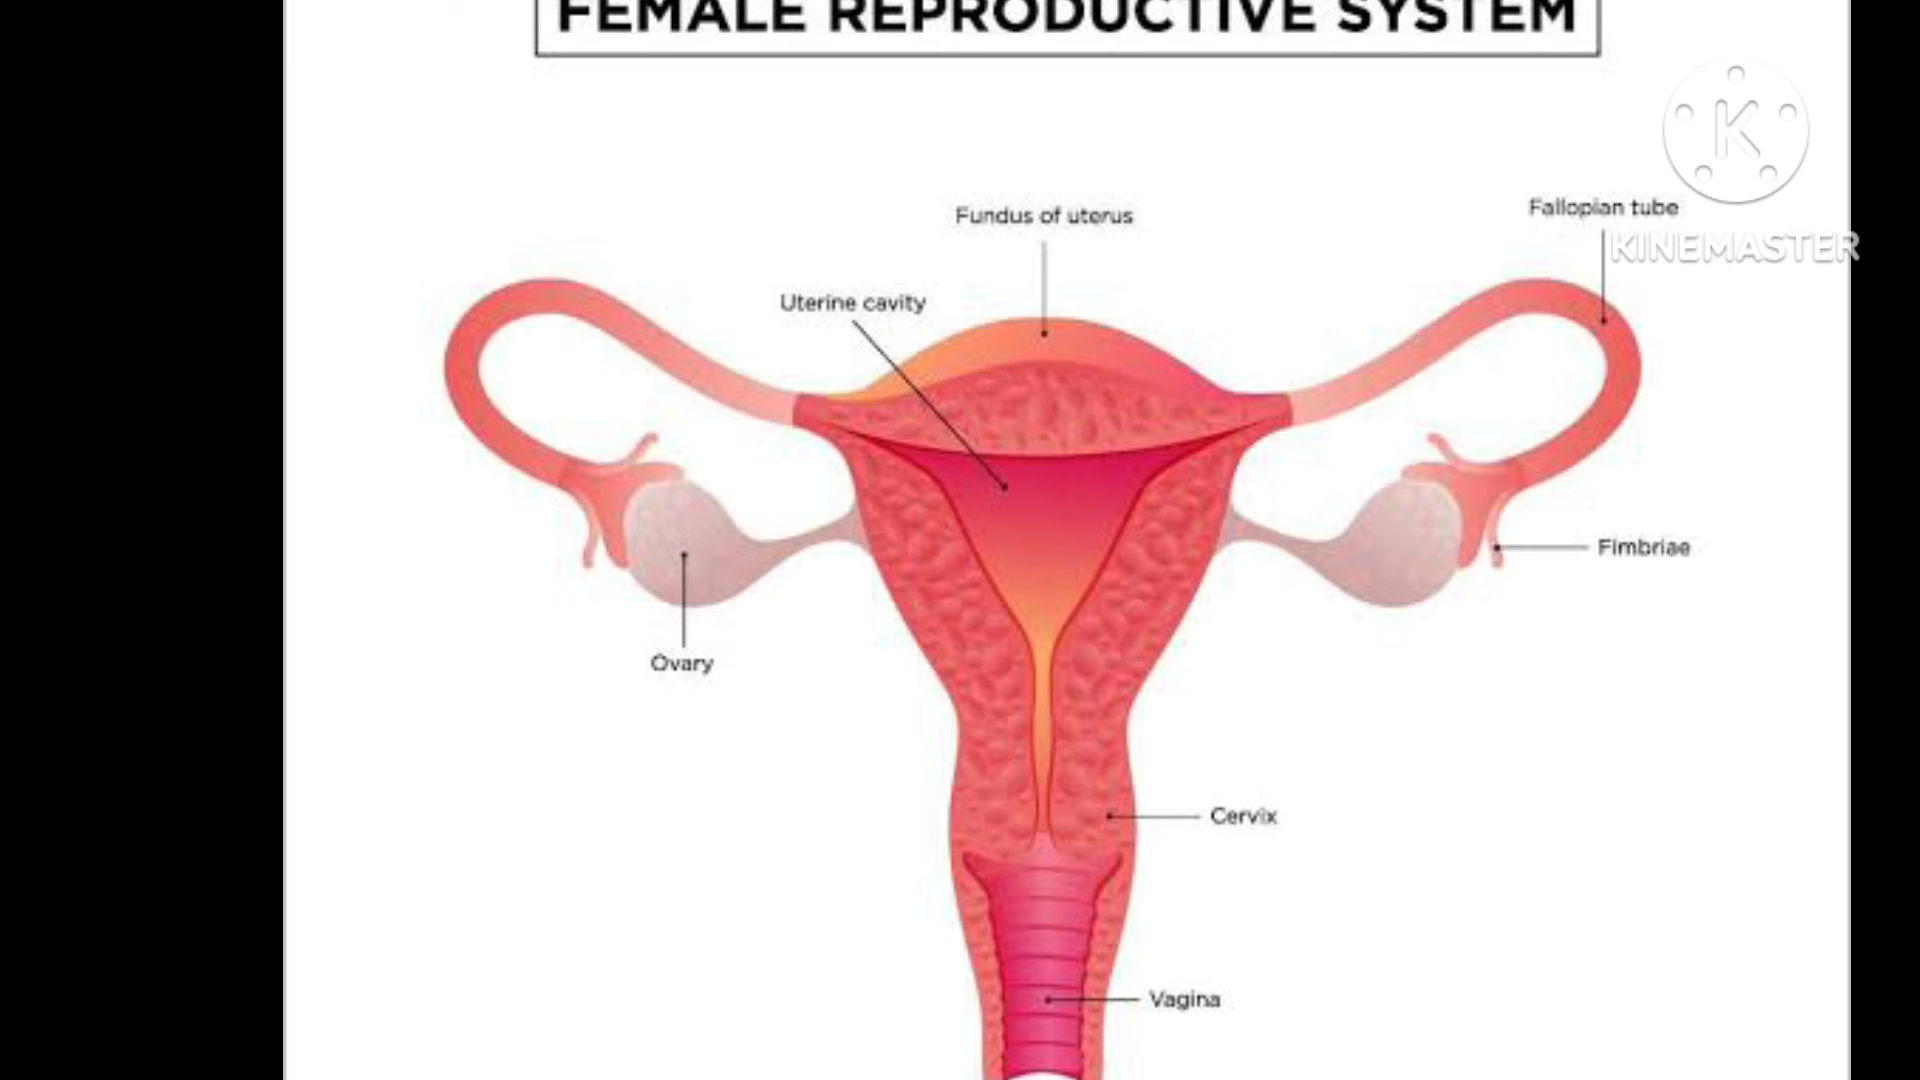 FEMALE REPRODUCTIVE SYSTEM
K
Fallopian tube
Fundus of uterus
KINEMASTER
Uterine cavity
Fimbriae
Ovary
Cervix
Vagina